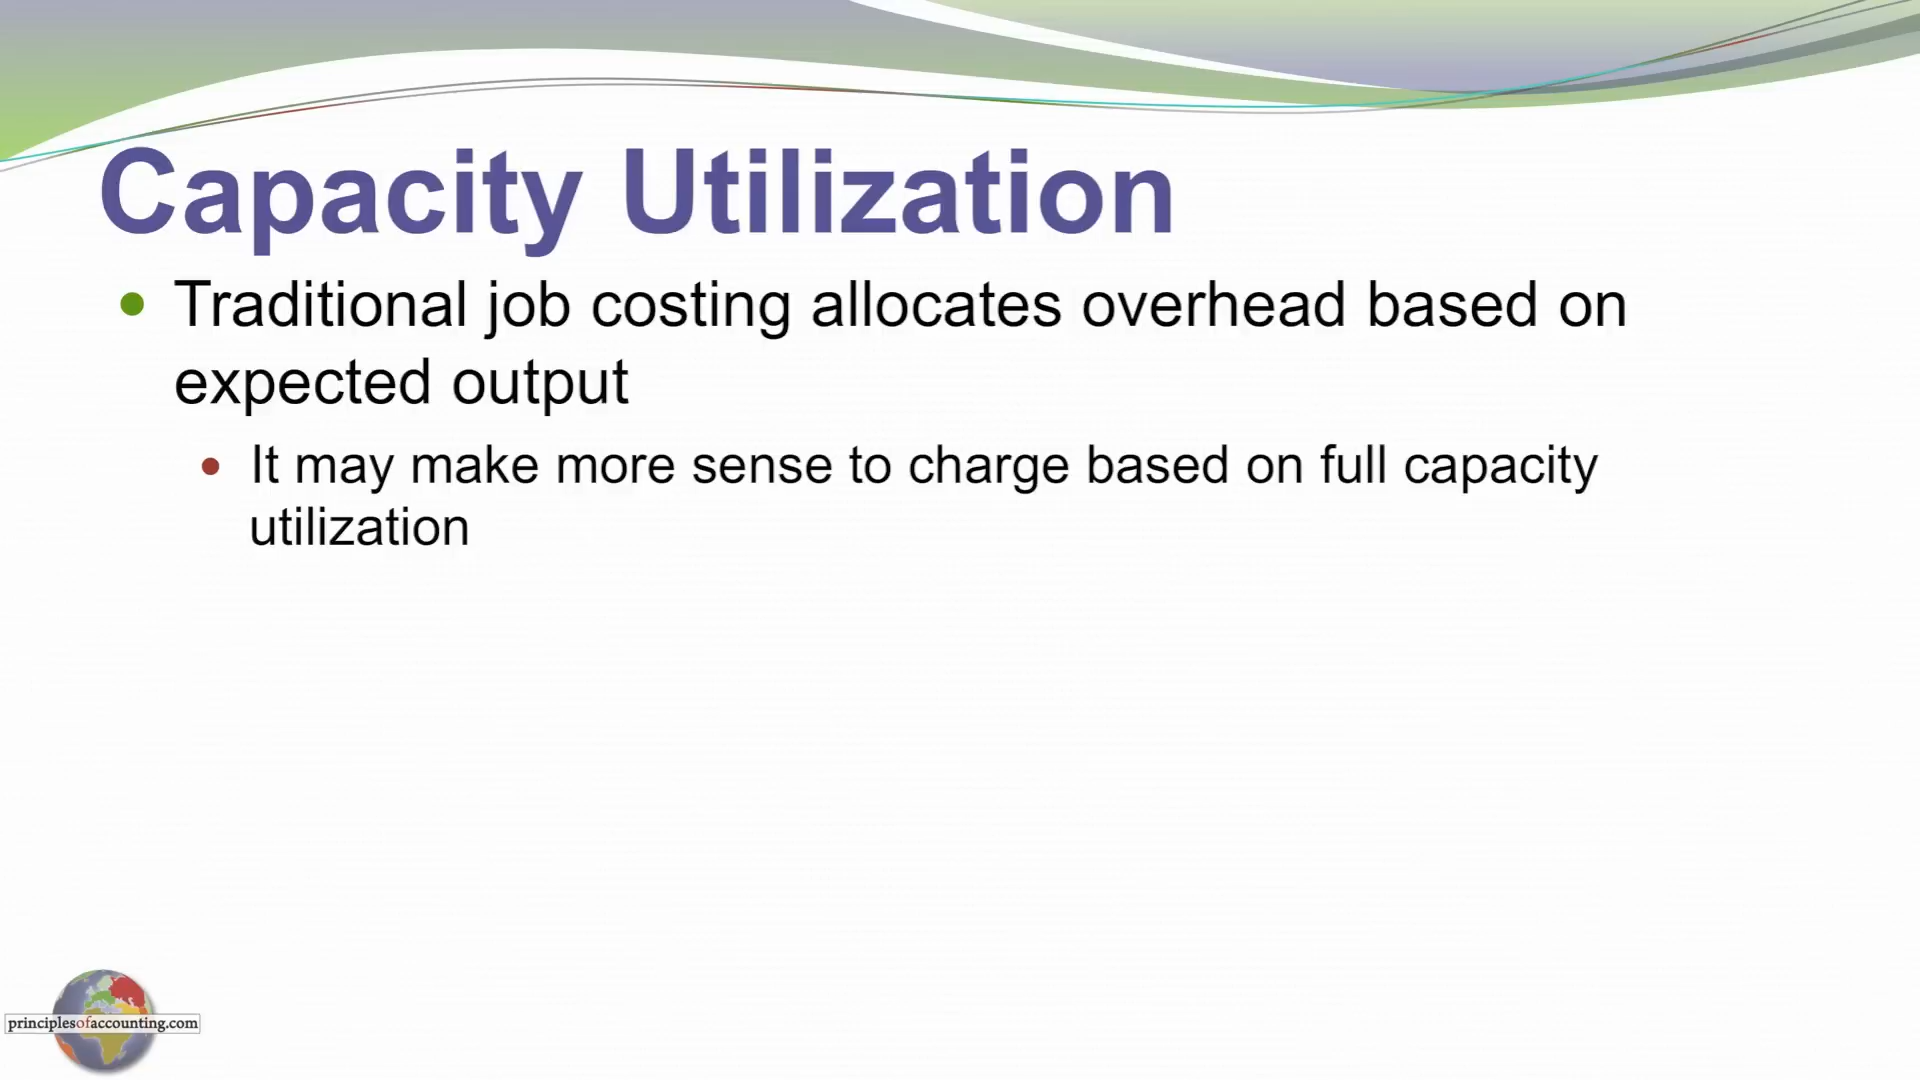 Capacity Utilization
Traditional job costing allocates overhead based on
expected output
It may make more sense to charge based on full capacity
utilization
principlesofaccounting.com